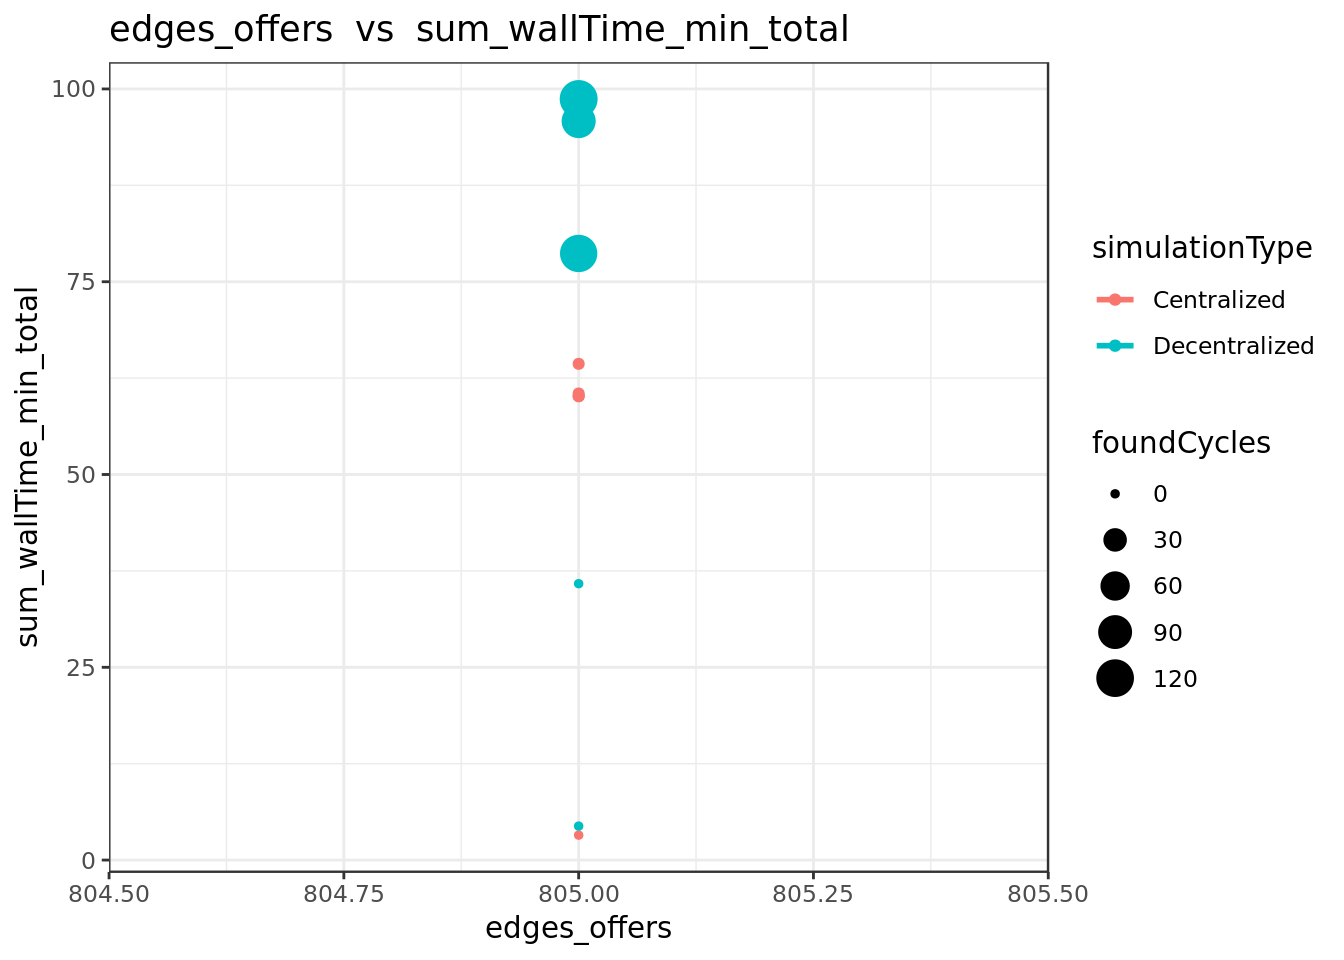 edges_offers vs sum_wallTime_min_total
sum_wallTime_min_total
100
75
50
25
0
804.50 804.75 805.00 805.25 805.50
edges_offers
simulationType
Centralized
Decentralized
foundCycles
0
30
60
90
120